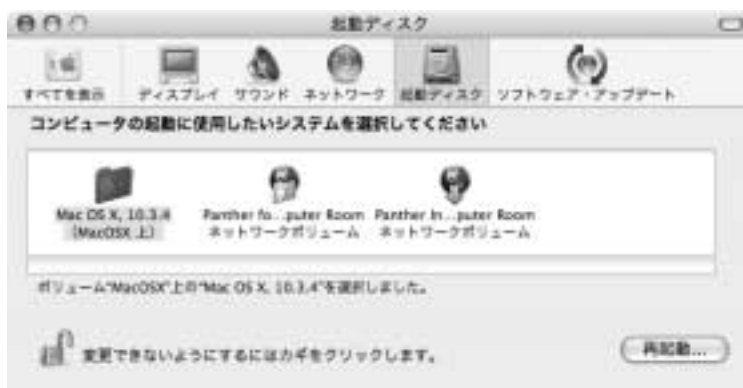 起動ディスク
すべてを表示 ディスプレイ サウンド ネットワーク 起動ディスク ソフトウェア・アップデート
コンピュータの起動に使用したいシステムを選択してください
Mac OS X, 10.3.4 Panther fo...puter Room Panther In...puter Room
(MacOSX 上) ネットワークボリューム ネットワークボリューム
ボリューム“MacOSX”上の“Mac OS X, 10.3.4”を選択しました。
変更できないようにするにはカギをクリックします。
再起動...